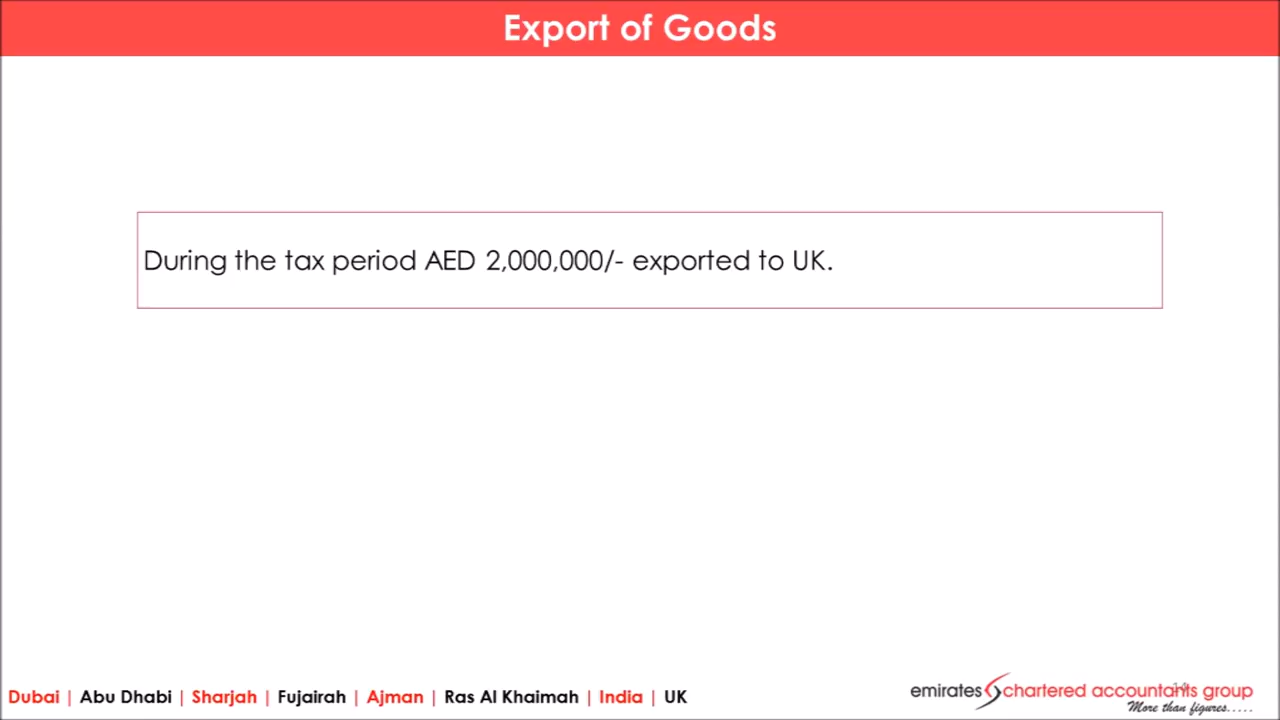 Export of Goods
During the tax period AED 2,000,000/- exported to UK.
Dubai | Abu Dhabi | Sharjah | Fujairah | Ajman | Ras Al Khaimah | India | UK
emirates chartered accountants group
14
More than figures.....